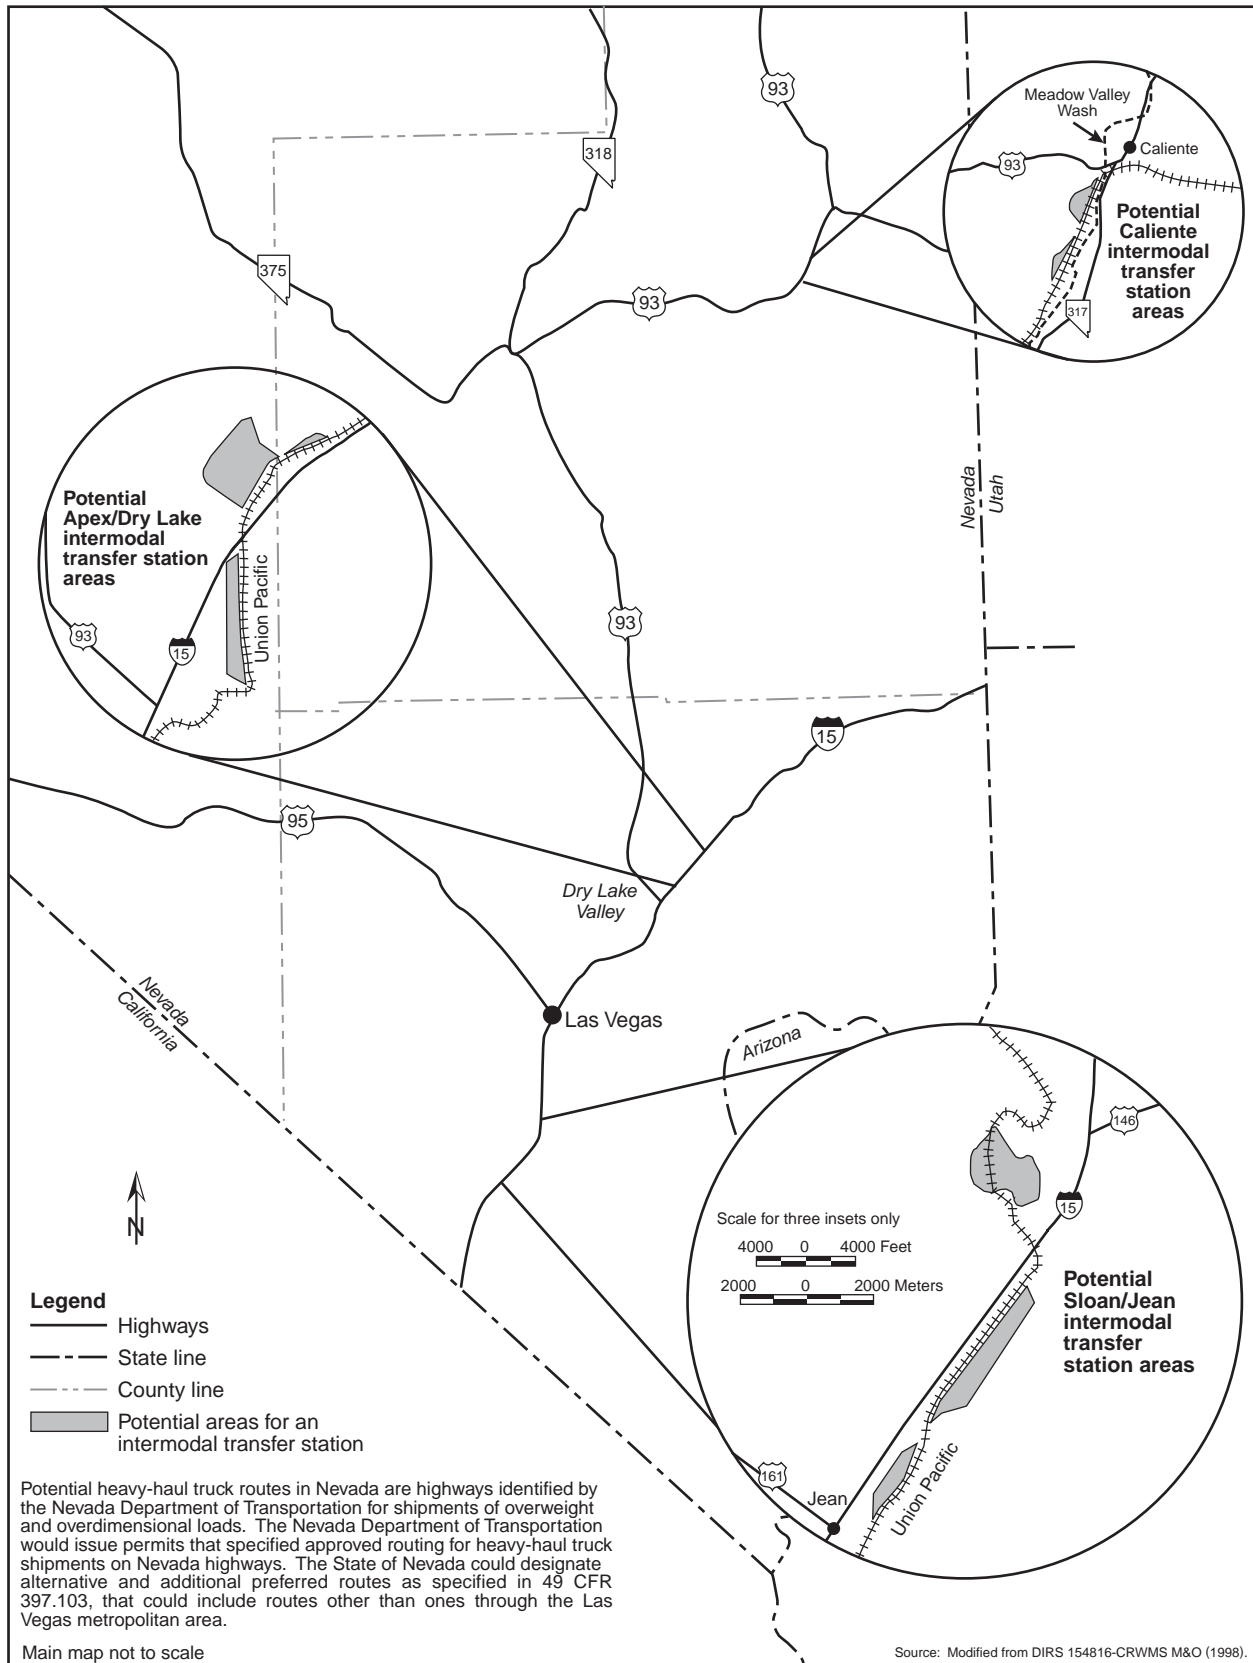 93
318
375
93
93
Meadow Valley
Wash
Caliente
93
Potential
Caliente
intermodal
transfer
station
areas
317
Nevada
Utah
Potential
Apex/Dry Lake
intermodal
transfer station
areas
Union Pacific
93
15
15
95
Dry Lake
Valley
Nevada
California
Las Vegas
Arizona
146
15
Scale for three insets only
4000 0 4000 Feet
2000 0 2000 Meters
Potential
Sloan/Jean
intermodal
transfer
station areas
Union Pacific
161
Jean
N
Legend
Highways
State line
County line
Potential areas for an
intermodal transfer station
Potential heavy-haul truck routes in Nevada are highways identified by
the Nevada Department of Transportation for shipments of overweight
and overdimensional loads. The Nevada Department of Transportation
would issue permits that specified approved routing for heavy-haul truck
shipments on Nevada highways. The State of Nevada could designate
alternative and additional preferred routes as specified in 49 CFR
397.103, that could include routes other than ones through the Las
Vegas metropolitan area.
Main map not to scale
Source: Modified from DIRS 154816-CRWMS M&O (1998).